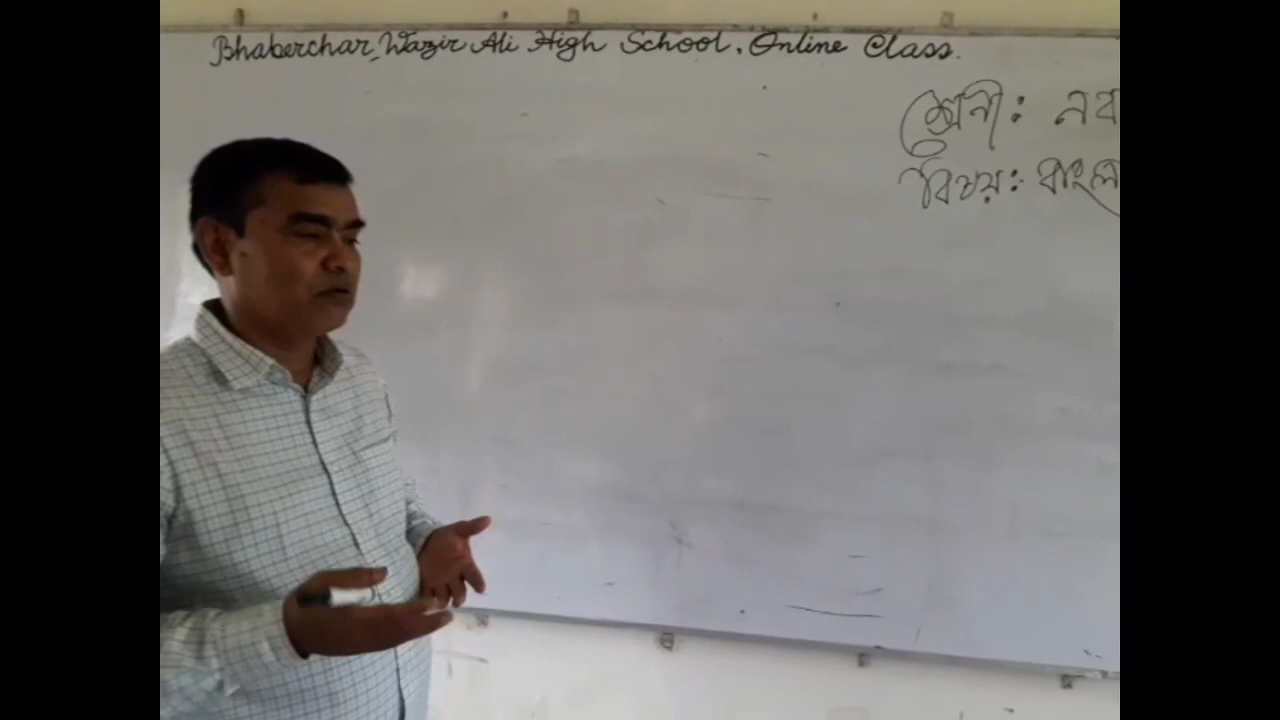 Bhaberchar, Wazir Ali High School, Online Class.
শ্রেণী: নব
বিষয়: বাংলা